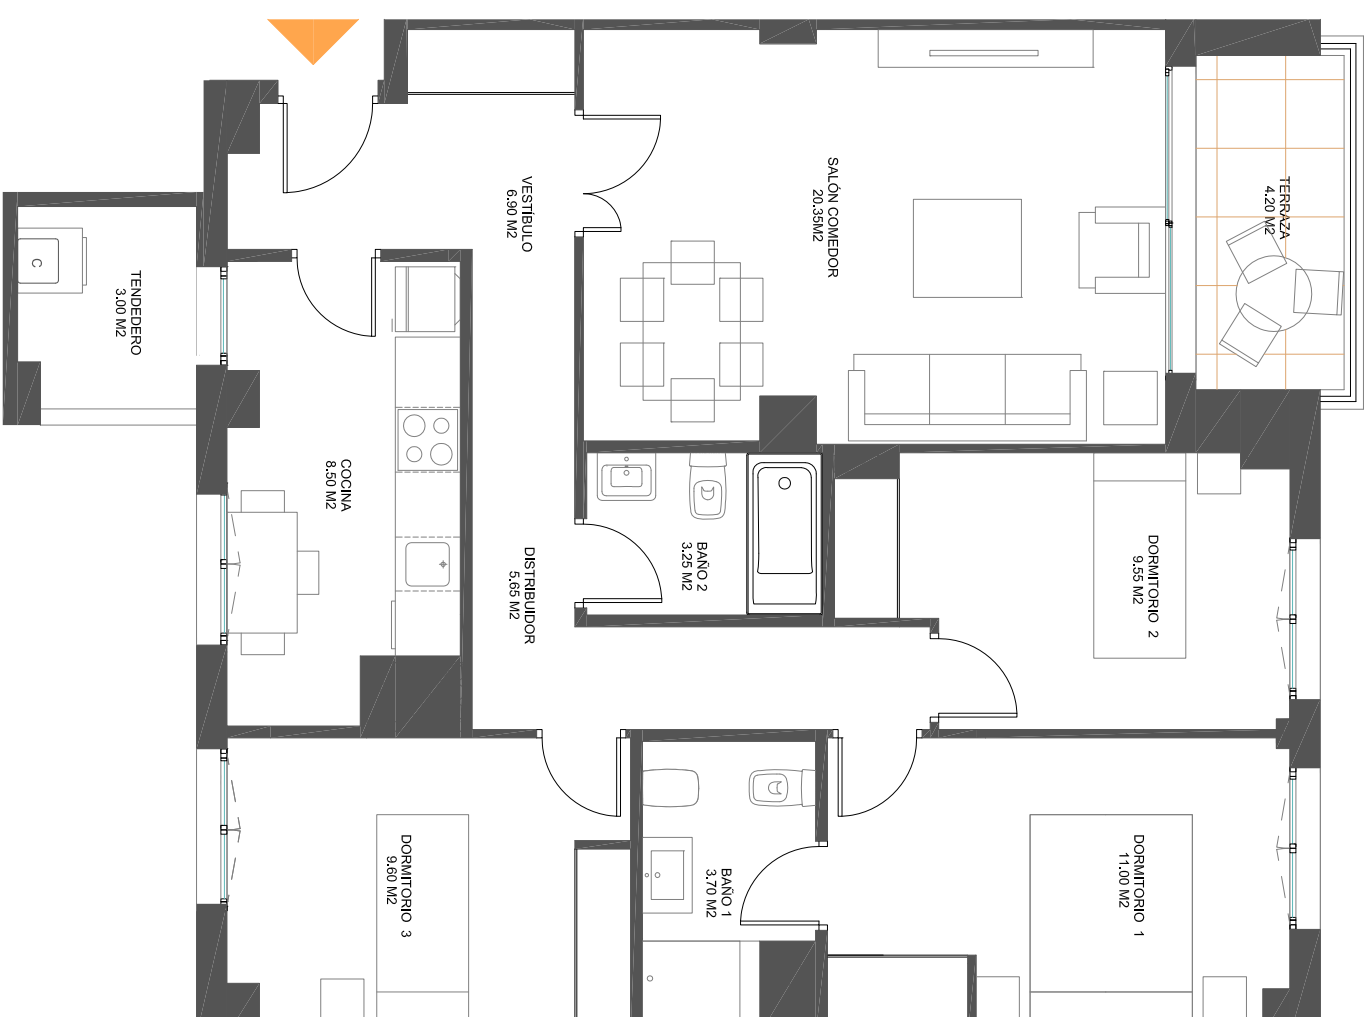 VESTÍBULO
6.90 M2
SALÓN COMEDOR
20.35M2
TERRAZA
4.20 M2
TENDEDERO
3.00 M2
C
COCINA
8.50 M2
DISTRIBUIDOR
5.65 M2
BAÑO 2
3.25 M2
DORMITORIO 2
9.55 M2
DORMITORIO 3
9.60 M2
BAÑO 1
3.70 M2
DORMITORIO 1
11.00 M2